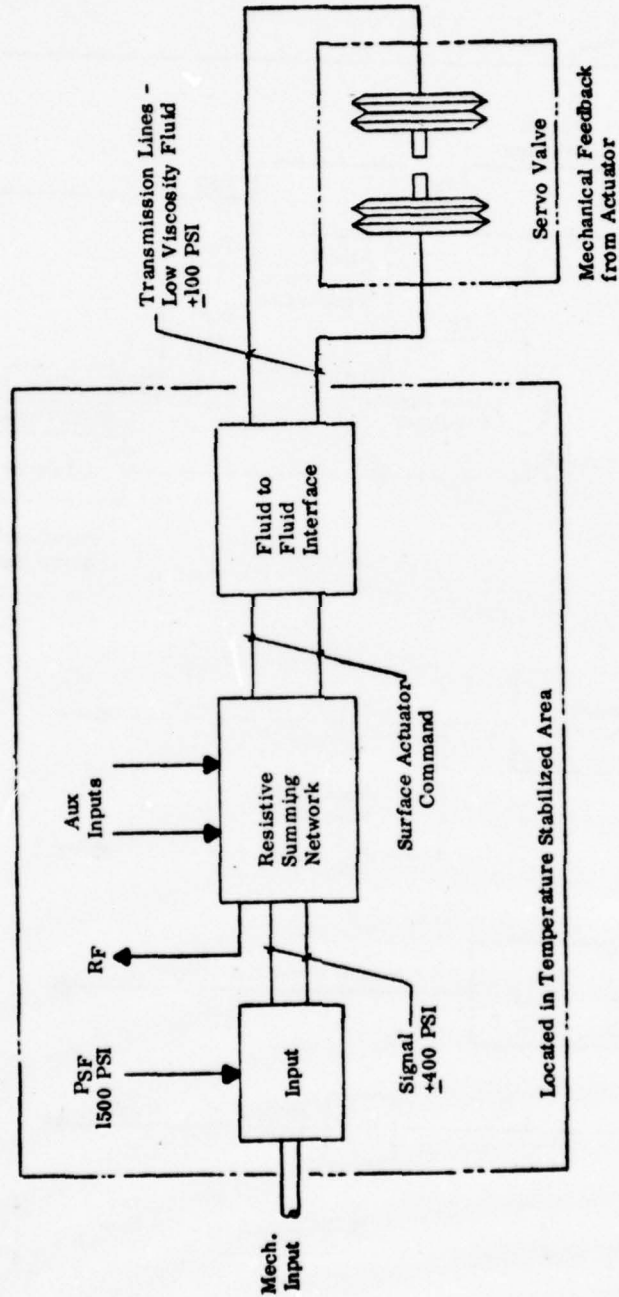 Mech.
Input
PSF
1500 PSI
Input
RF
Signal
±400 PSI
Aux
Inputs
Resistive
Summing
Network
Surface Actuator
Command
Fluid to
Fluid
Interface
Located in Temperature Stabilized Area
Transmission Lines -
Low Viscosity Fluid
±100 PSI
Servo Valve
Mechanical Feedback
from Actuator